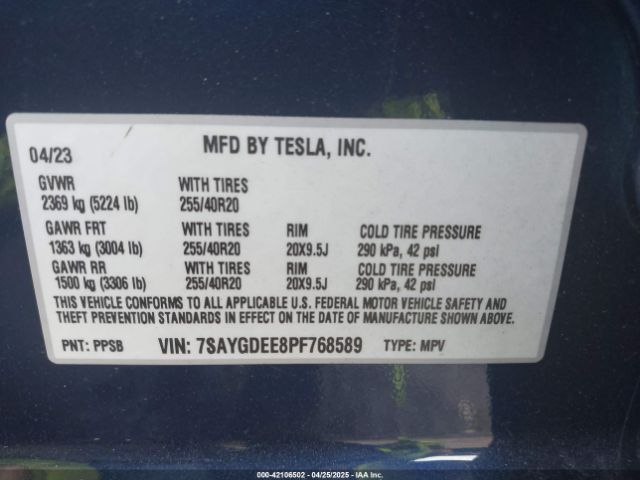 04/23 MFD BY TESLA, INC.
GVWR WITH TIRES
2369 kg (5224 lb) 255/40R20
GAWR FRT WITH TIRES RIM COLD TIRE PRESSURE
1363 kg (3004 lb) 255/40R20 20X9.5J 290 kPa, 42 psi
GAWR RR WITH TIRES RIM COLD TIRE PRESSURE
1500 kg (3306 lb) 255/40R20 20X9.5J 290 kPa, 42 psi
THIS VEHICLE CONFORMS TO ALL APPLICABLE U.S. FEDERAL MOTOR VEHICLE SAFETY AND
THEFT PREVENTION STANDARDS IN EFFECT ON THE DATE OF MANUFACTURE SHOWN ABOVE.
PNT: PPSB VIN: 7SAYGDEE8PF768589 TYPE: MPV
000-42106502 - 04/25/2025 - IAA Inc.